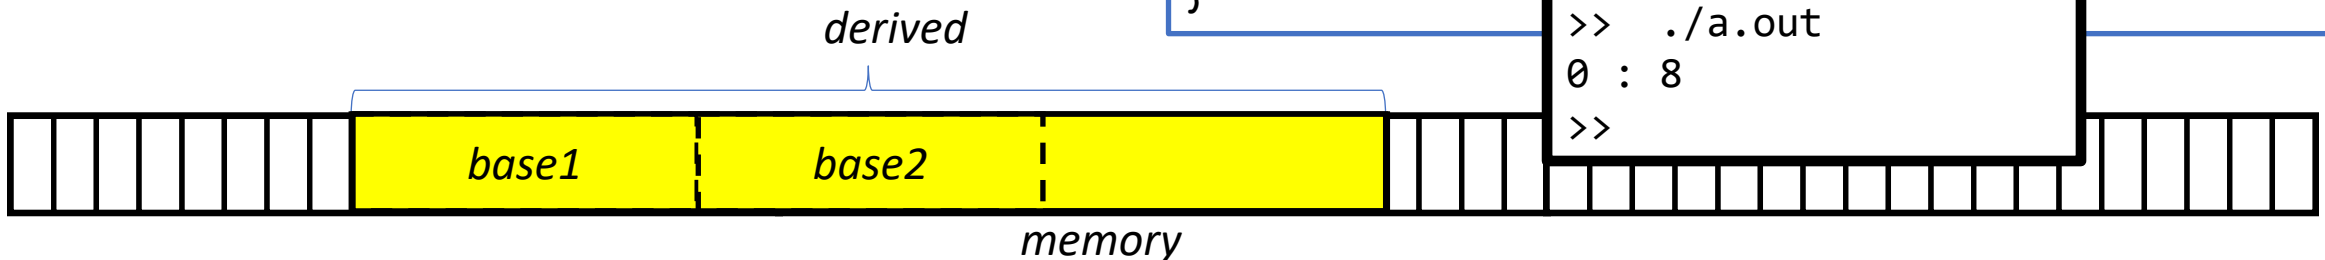 }
derived
>> ./a.out
0 : 8
>>
base1
base2
memory